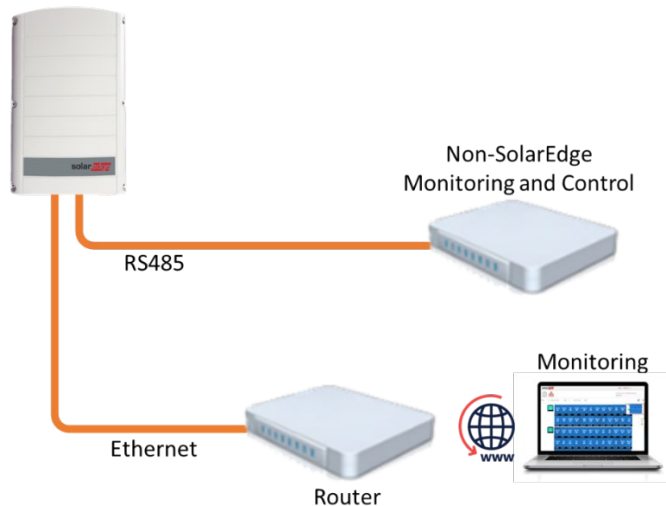 solaredge
Non-SolarEdge
Monitoring and Control
RS485
Monitoring
www
Ethernet
Router